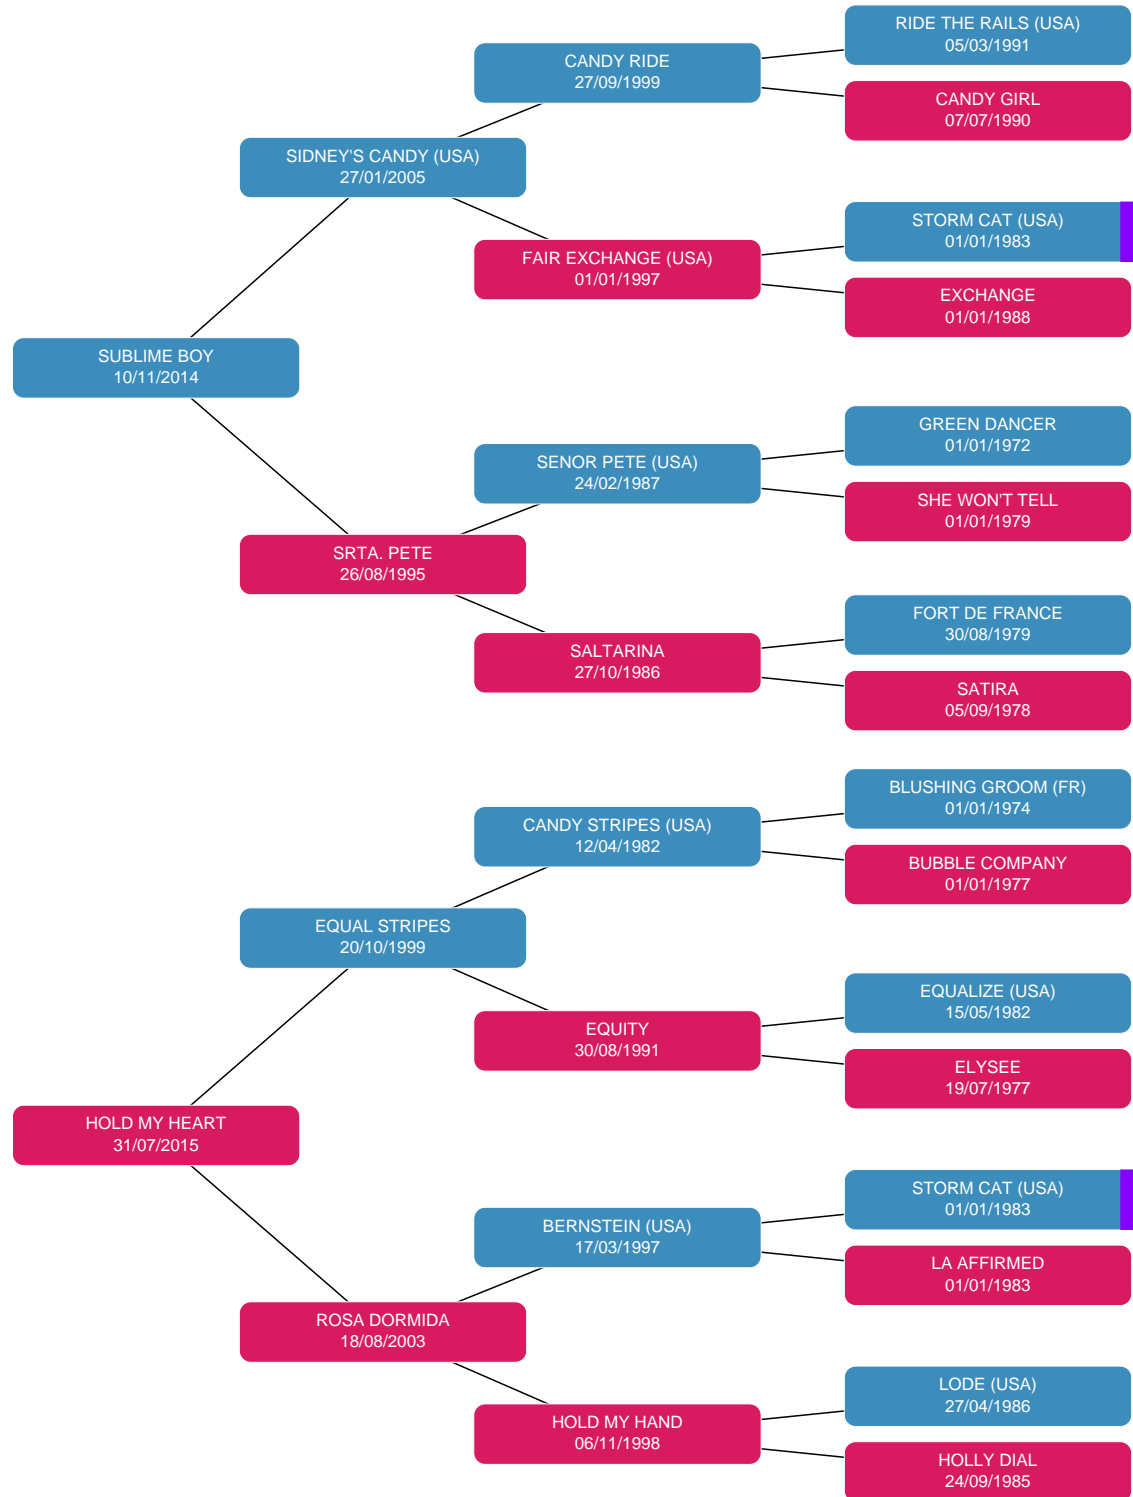 RIDE THE RAILS (USA)
05/03/1991
CANDY RIDE
27/09/1999
CANDY GIRL
07/07/1990
SIDNEY'S CANDY (USA)
27/01/2005
STORM CAT (USA)
01/01/1983
FAIR EXCHANGE (USA)
01/01/1997
EXCHANGE
01/01/1988
SUBLIME BOY
10/11/2014
GREEN DANCER
01/01/1972
SENOR PETE (USA)
24/02/1987
SHE WON'T TELL
01/01/1979
SRTA. PETE
26/08/1995
FORT DE FRANCE
30/08/1979
SALTARINA
27/10/1986
SATIRA
05/09/1978
BLUSHING GROOM (FR)
01/01/1974
CANDY STRIPES (USA)
12/04/1982
BUBBLE COMPANY
01/01/1977
EQUAL STRIPES
20/10/1999
EQUALIZE (USA)
15/05/1982
EQUITY
30/08/1991
ELYSEE
19/07/1977
HOLD MY HEART
31/07/2015
STORM CAT (USA)
01/01/1983
BERNSTEIN (USA)
17/03/1997
LA AFFIRMED
01/01/1983
ROSA DORMIDA
18/08/2003
LODE (USA)
27/04/1986
HOLD MY HAND
06/11/1998
HOLLY DIAL
24/09/1985